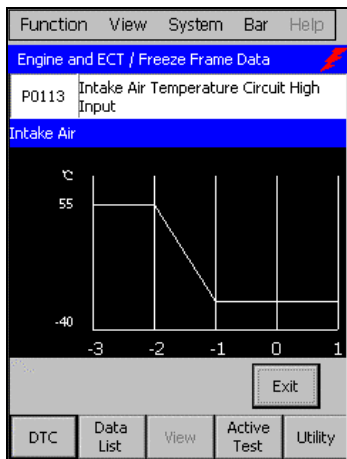 Function View System Bar Help
Engine and ECT / Freeze Frame Data
P0113
Intake Air Temperature Circuit High
Input
Intake Air
℃
55
-40
-3 -2 -1 0 1
Exit
DTC
Data
List
View
Active
Test
Utility